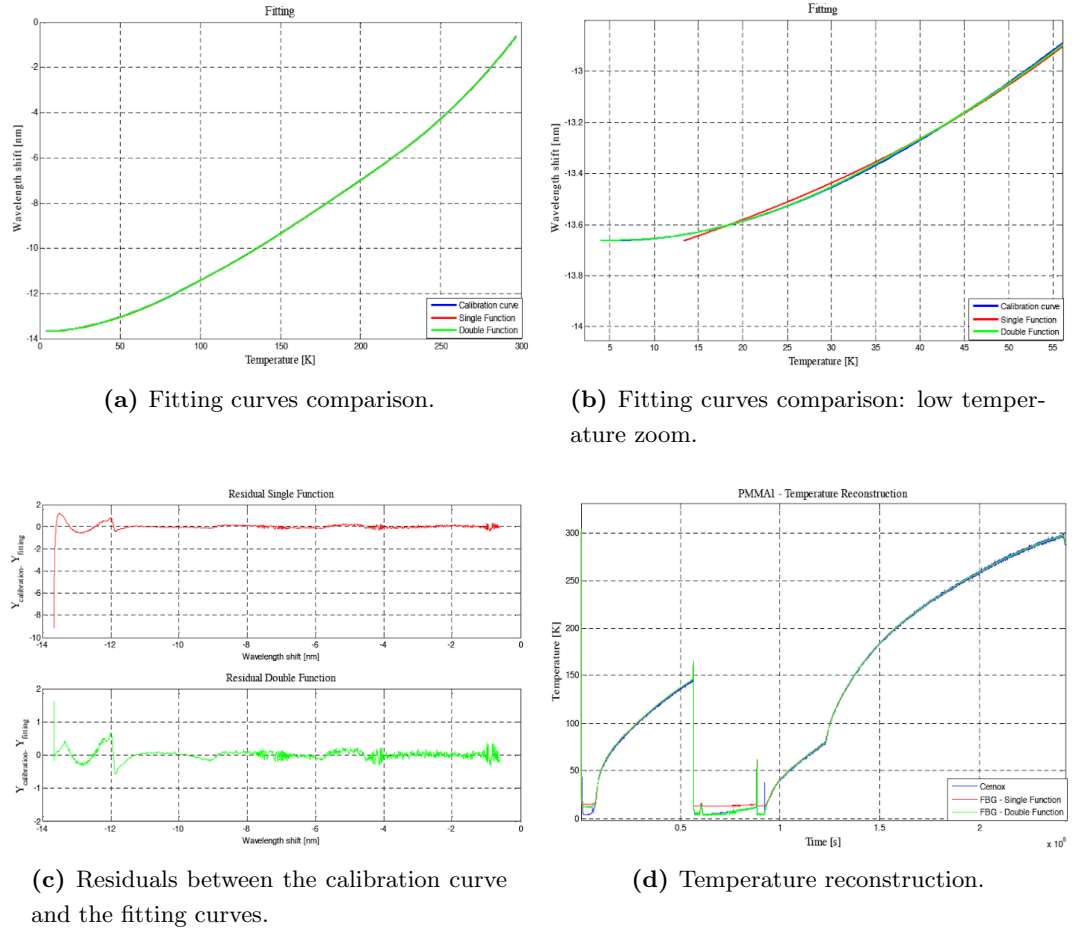 Fitting
0
-2
-4
-6
-8
-10
-12
-14
0
50
100
150
200
250
300
Wavelength shift [nm]
Temperature [K]
Calibration curve
Single Function
Double Function
(a) Fitting curves comparison.
Fitting
-13
-13.2
-13.4
-13.6
-13.8
-14
5
10
15
20
25
30
35
40
45
50
55
Wavelength shift [nm]
Temperature [K]
Calibration curve
Single Function
Double Function
(b) Fitting curves comparison: low temper-
ature zoom.
Residual Single Function
2
0
-2
-4
-6
-8
-10
-14
-12
-10
-8
-6
-4
-2
0
Ycalibration- Yfitting
Wavelength shift [nm]
Residual Double Function
2
1
0
-1
-2
-14
-12
-10
-8
-6
-4
-2
0
Ycalibration- Yfitting
Wavelength shift [nm]
(c) Residuals between the calibration curve
and the fitting curves.
PMMA1 - Temperature Reconstruction
300
250
200
150
100
50
0
0.5
1
1.5
2
x 10^6
Temperature [K]
Time [s]
Cernox
FBG - Single Function
FBG - Double Function
(d) Temperature reconstruction.